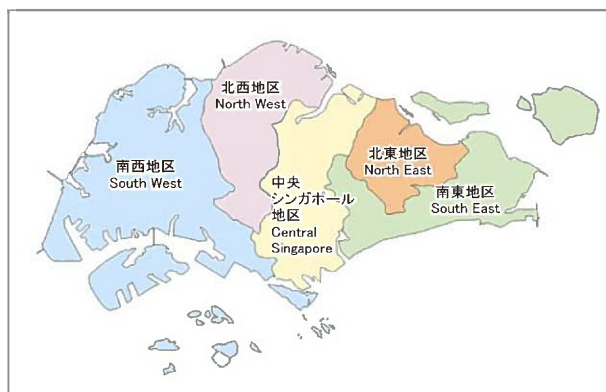 北西地区
North West
南西地区
South West
中央
シンガポール
地区
Central
Singapore
北東地区
North East
南東地区
South East